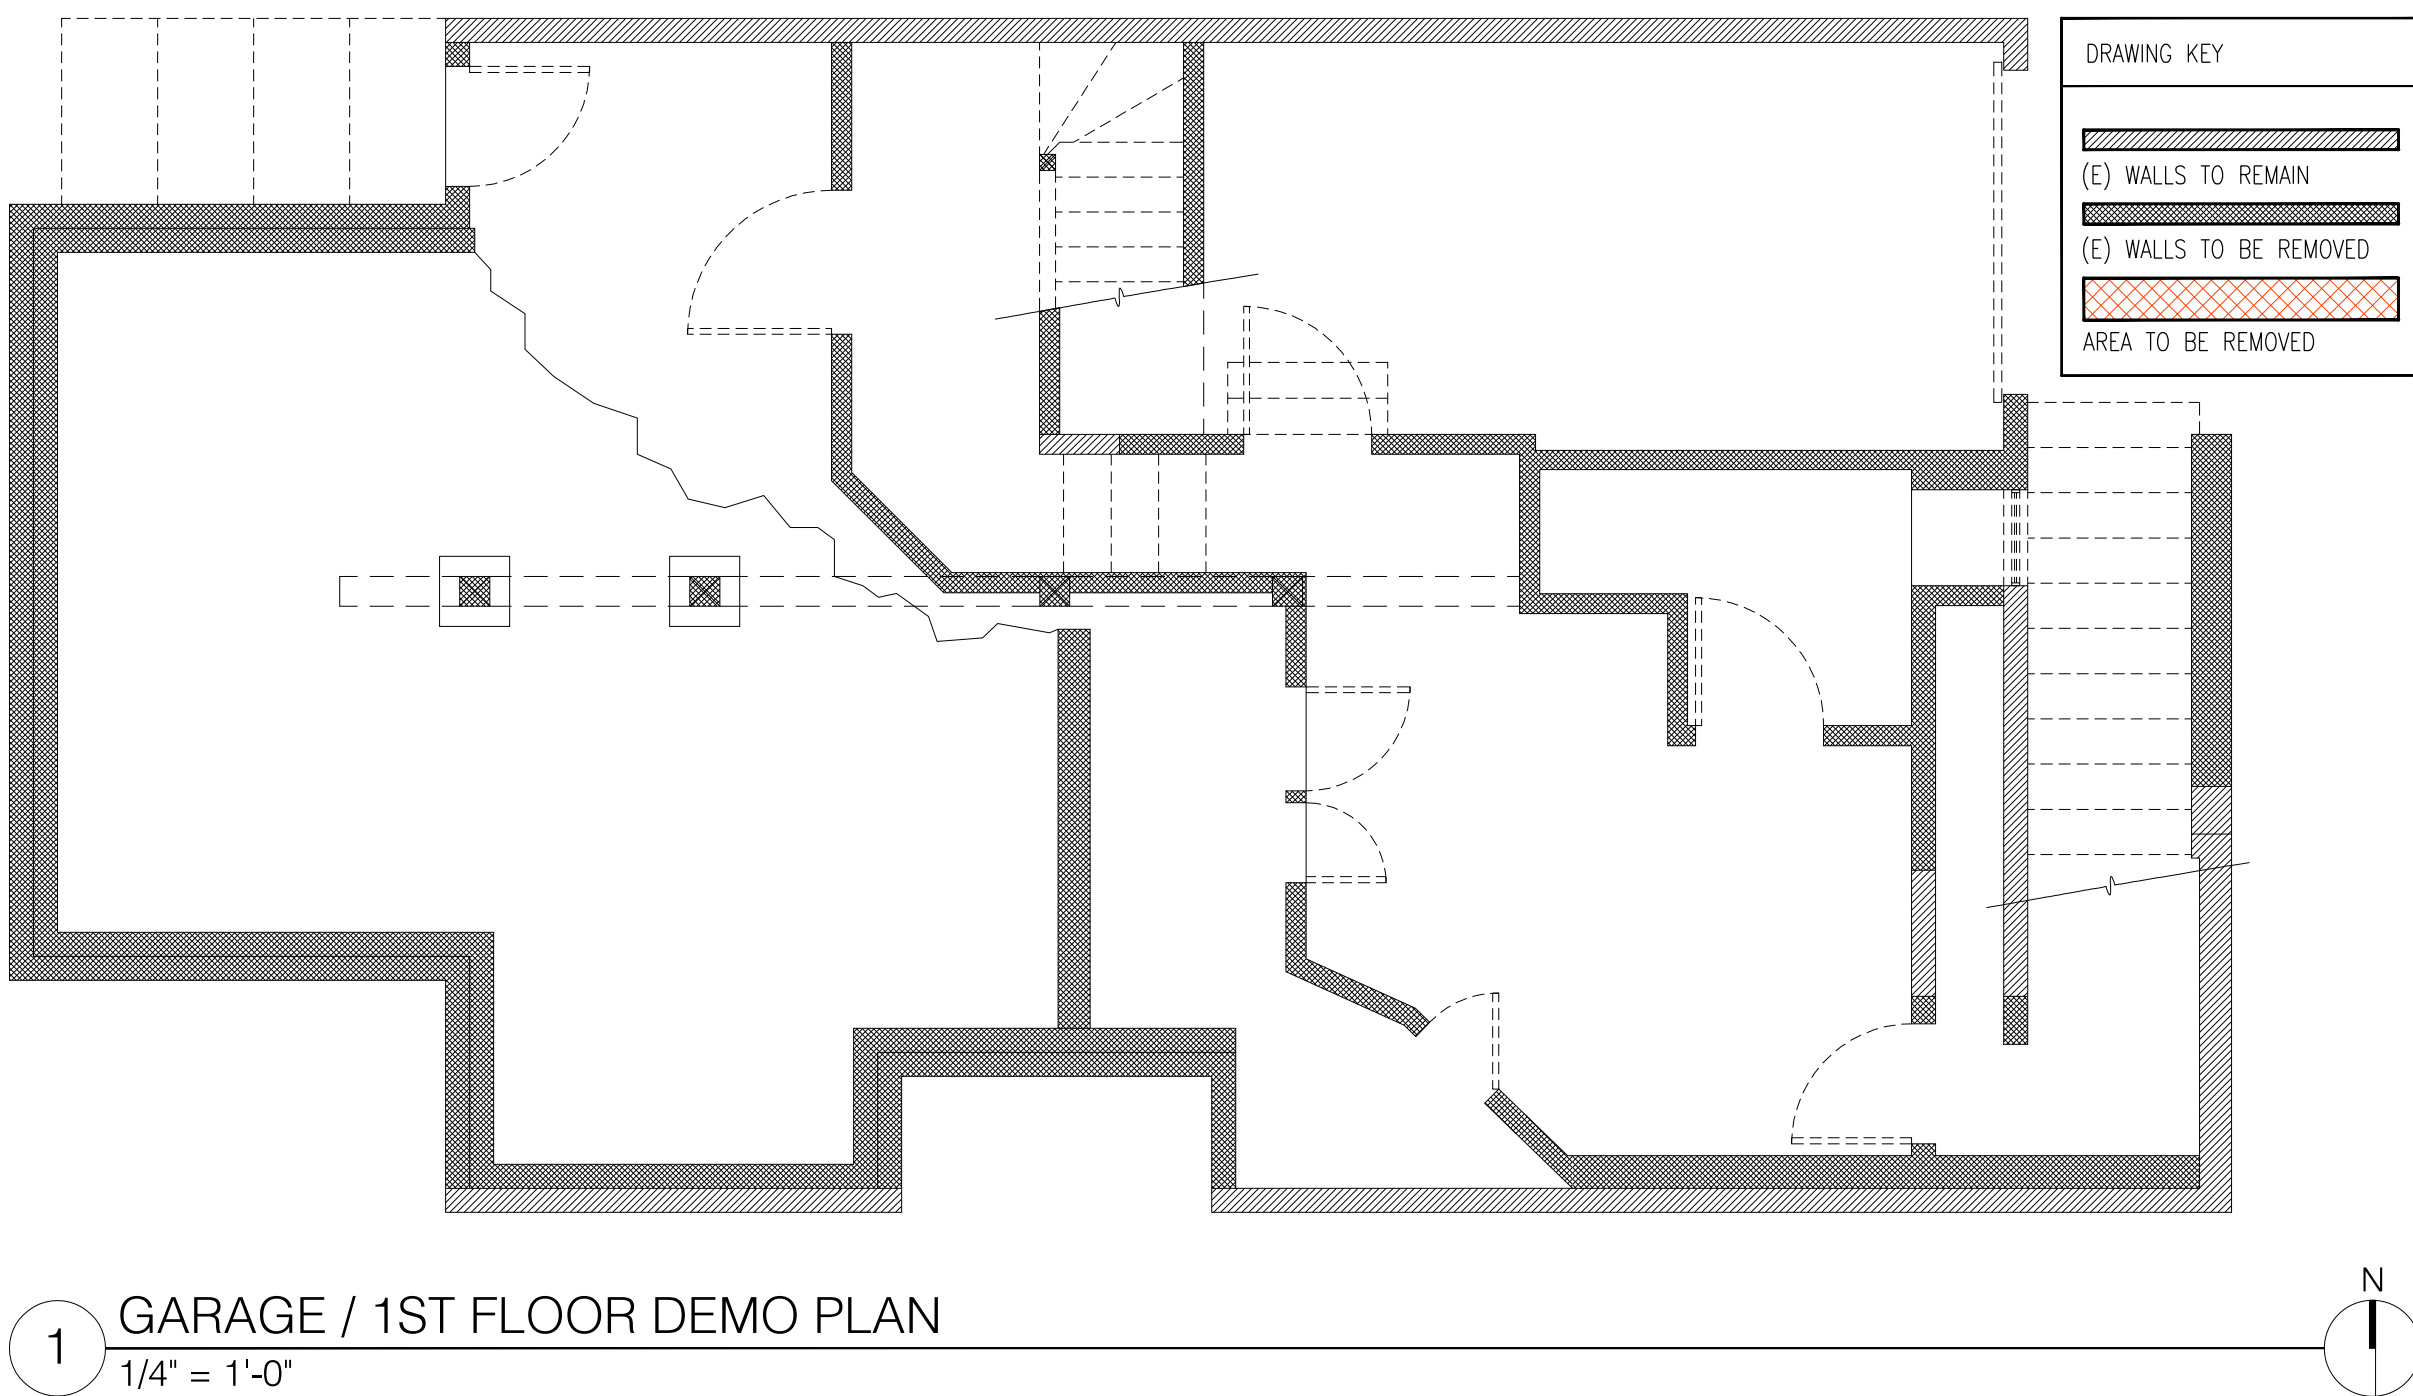 DRAWING KEY
(E) WALLS TO REMAIN
(E) WALLS TO BE REMOVED
AREA TO BE REMOVED
N
1
GARAGE / 1ST FLOOR DEMO PLAN
1/4" = 1'-0"